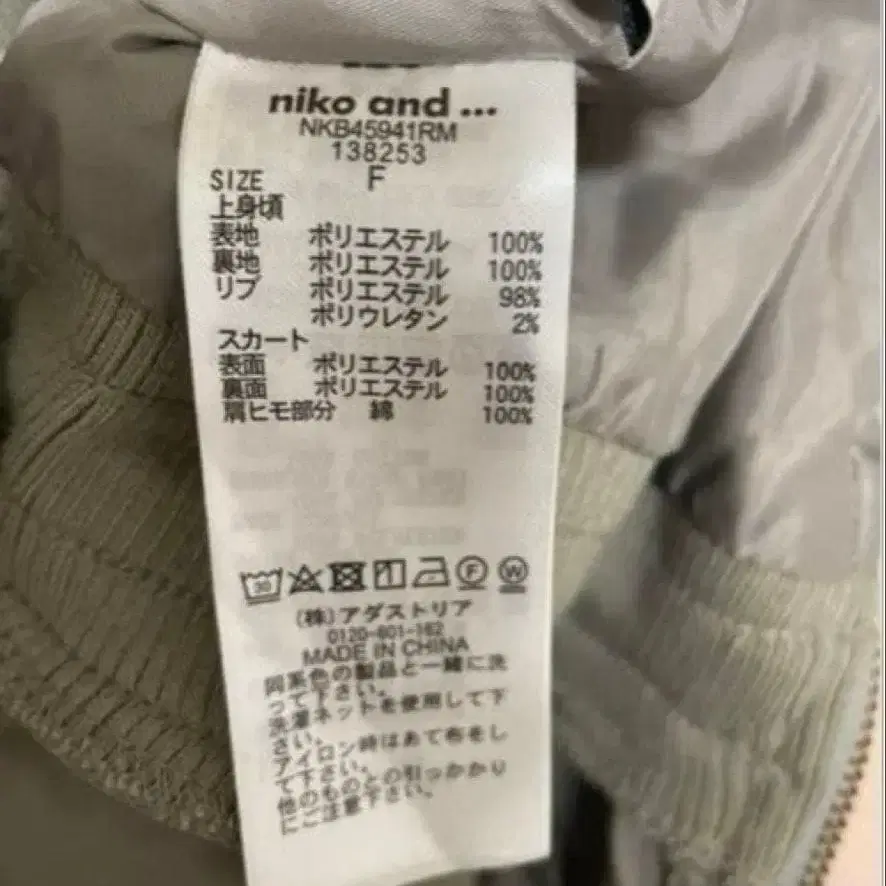 niko and ...
NKB45941RM
138253
SIZE F
上身頃
表地 ポリエステル 100%
裏地 ポリエステル 100%
リブ ポリエステル 98%
ポリウレタン 2%
スカート
表面 ポリエステル 100%
裏面 ポリエステル 100%
肩ヒモ部分 綿 100%
30 F W
(株)アダストリア
0120-601-162
MADE IN CHINA
同系色の製品と一緒に洗
って下さい。
洗濯ネットを使用して下
さい。
アイロン時はあて布をし
て下さい。
他のものとの引っかかり
にご注意下さい。